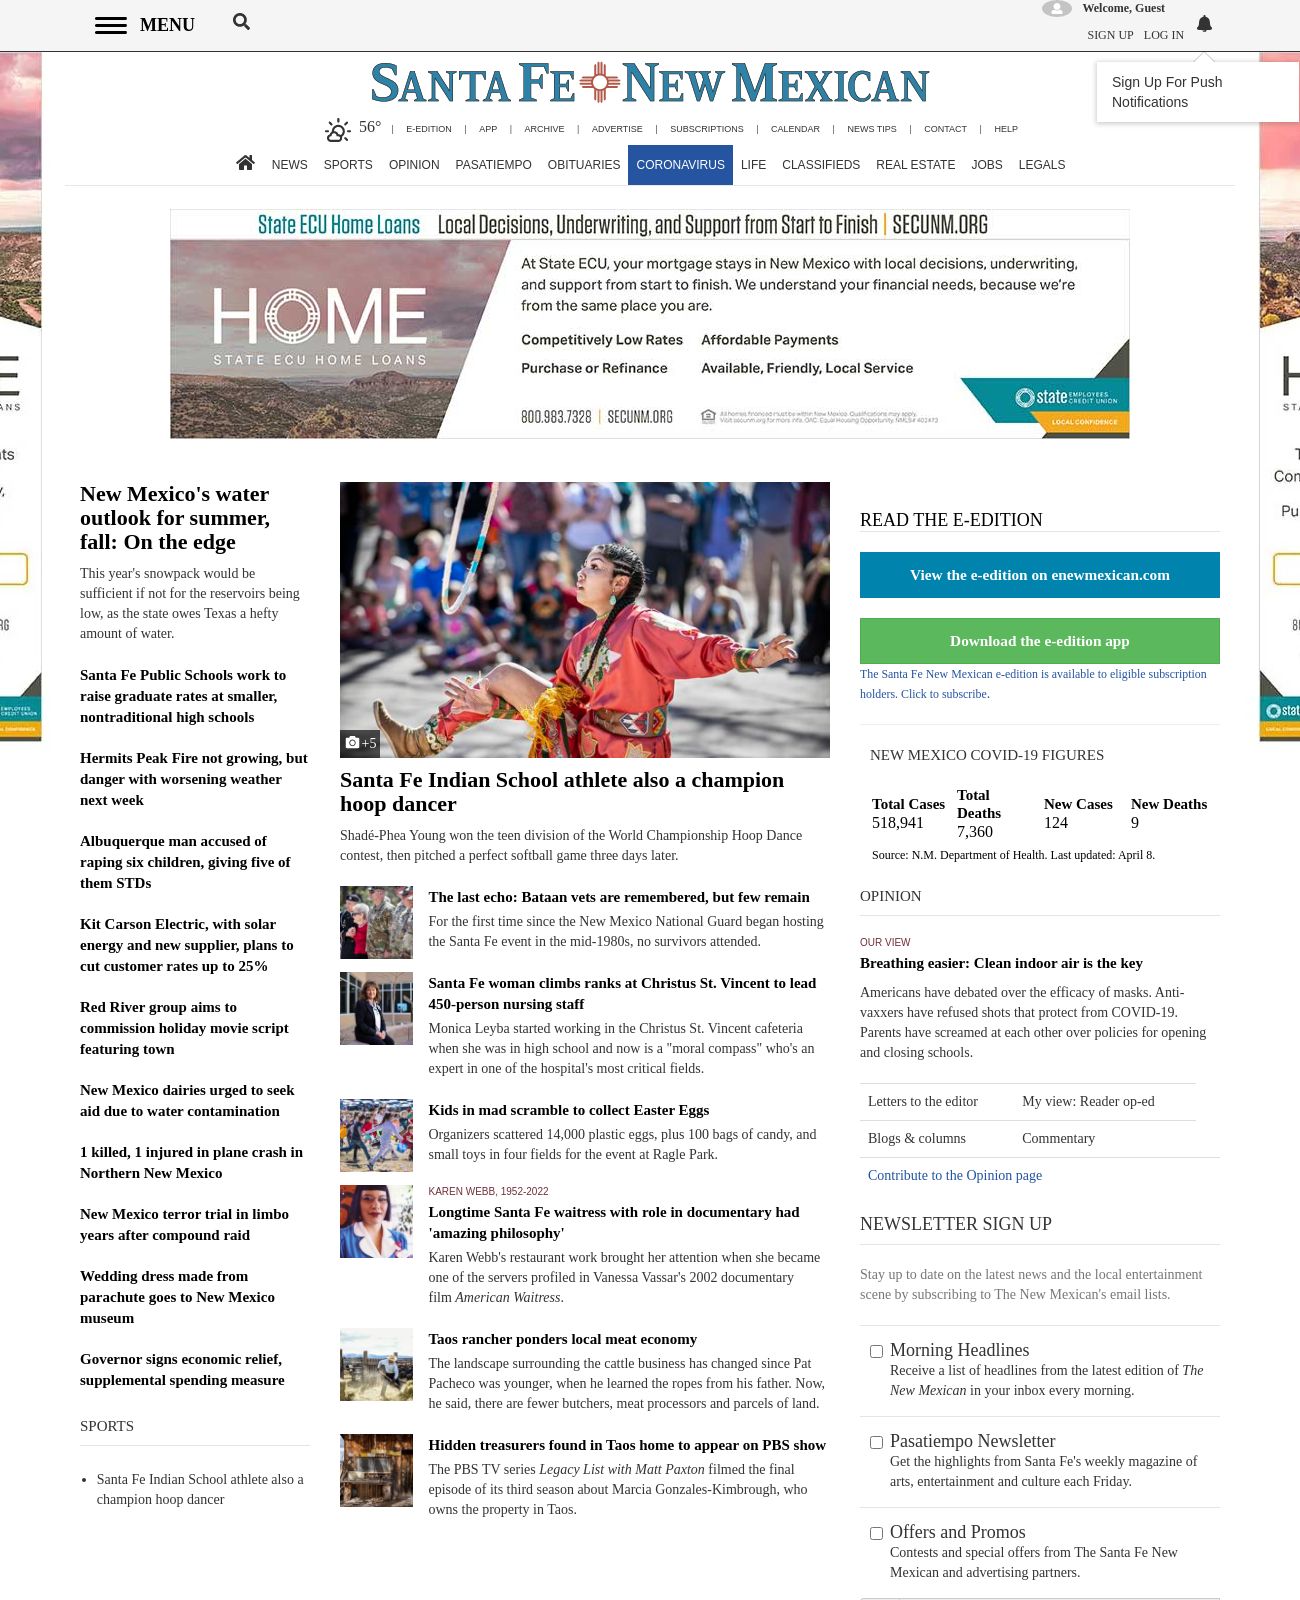 MENU
Welcome, Guest
SIGN UP LOG IN
Sign Up For Push
Notifications
SANTA FE NEW MEXICAN
56° | E-EDITION | APP | ARCHIVE | ADVERTISE | SUBSCRIPTIONS | CALENDAR | NEWS TIPS | CONTACT | HELP
NEWS SPORTS OPINION PASATIEMPO OBITUARIES CORONAVIRUS LIFE CLASSIFIEDS REAL ESTATE JOBS LEGALS
State ECU Home Loans Local Decisions, Underwriting, and Support from Start to Finish | SECUNM.ORG
HOME
STATE ECU HOME LOANS
At State ECU, your mortgage stays in New Mexico with local decisions, underwriting,
and support from start to finish. We understand your financial needs, because we're
from the same place you are.
Competitively Low Rates Affordable Payments
Purchase or Refinance Available, Friendly, Local Service
800.983.7328 | SECUNM.ORG
state EMPLOYEES CREDIT UNION
LOCAL CONFIDENCE
New Mexico's water
outlook for summer,
fall: On the edge
This year's snowpack would be
sufficient if not for the reservoirs being
low, as the state owes Texas a hefty
amount of water.
Santa Fe Public Schools work to
raise graduate rates at smaller,
nontraditional high schools
Hermits Peak Fire not growing, but
danger with worsening weather
next week
Albuquerque man accused of
raping six children, giving five of
them STDs
Kit Carson Electric, with solar
energy and new supplier, plans to
cut customer rates up to 25%
Red River group aims to
commission holiday movie script
featuring town
New Mexico dairies urged to seek
aid due to water contamination
1 killed, 1 injured in plane crash in
Northern New Mexico
New Mexico terror trial in limbo
years after compound raid
Wedding dress made from
parachute goes to New Mexico
museum
Governor signs economic relief,
supplemental spending measure
SPORTS
• Santa Fe Indian School athlete also a
champion hoop dancer
+5
Santa Fe Indian School athlete also a champion
hoop dancer
Shadé-Phea Young won the teen division of the World Championship Hoop Dance
contest, then pitched a perfect softball game three days later.
The last echo: Bataan vets are remembered, but few remain
For the first time since the New Mexico National Guard began hosting
the Santa Fe event in the mid-1980s, no survivors attended.
Santa Fe woman climbs ranks at Christus St. Vincent to lead
450-person nursing staff
Monica Leyba started working in the Christus St. Vincent cafeteria
when she was in high school and now is a "moral compass" who's an
expert in one of the hospital's most critical fields.
Kids in mad scramble to collect Easter Eggs
Organizers scattered 14,000 plastic eggs, plus 100 bags of candy, and
small toys in four fields for the event at Ragle Park.
KAREN WEBB, 1952-2022
Longtime Santa Fe waitress with role in documentary had
'amazing philosophy'
Karen Webb's restaurant work brought her attention when she became
one of the servers profiled in Vanessa Vassar's 2002 documentary
film American Waitress.
Taos rancher ponders local meat economy
The landscape surrounding the cattle business has changed since Pat
Pacheco was younger, when he learned the ropes from his father. Now,
he said, there are fewer butchers, meat processors and parcels of land.
Hidden treasurers found in Taos home to appear on PBS show
The PBS TV series Legacy List with Matt Paxton filmed the final
episode of its third season about Marcia Gonzales-Kimbrough, who
owns the property in Taos.
READ THE E-EDITION
View the e-edition on enewmexican.com
Download the e-edition app
The Santa Fe New Mexican e-edition is available to eligible subscription
holders. Click to subscribe.
NEW MEXICO COVID-19 FIGURES
Total Cases Total Deaths New Cases New Deaths
518,941 7,360 124 9
Source: N.M. Department of Health. Last updated: April 8.
OPINION
OUR VIEW
Breathing easier: Clean indoor air is the key
Americans have debated over the efficacy of masks. Anti-
vaxxers have refused shots that protect from COVID-19.
Parents have screamed at each other over policies for opening
and closing schools.
Letters to the editor My view: Reader op-ed
Blogs & columns Commentary
Contribute to the Opinion page
NEWSLETTER SIGN UP
Stay up to date on the latest news and the local entertainment
scene by subscribing to The New Mexican's email lists.
Morning Headlines
Receive a list of headlines from the latest edition of The
New Mexican in your inbox every morning.
Pasatiempo Newsletter
Get the highlights from Santa Fe's weekly magazine of
arts, entertainment and culture each Friday.
Offers and Promos
Contests and special offers from The Santa Fe New
Mexican and advertising partners.